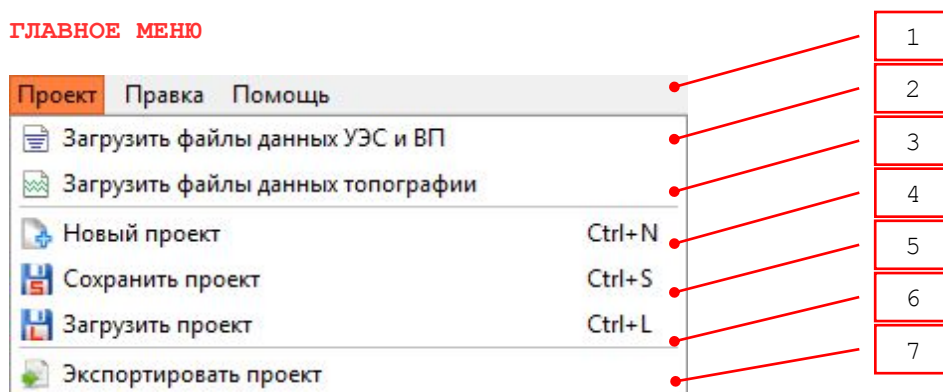 ГЛАВНОЕ МЕНЮ
1
Проект Правка Помощь
2
Загрузить файлы данных УЭС и ВП
3
Загрузить файлы данных топографии
4
Новый проект Ctrl+N
5
Сохранить проект Ctrl+S
6
Загрузить проект Ctrl+L
7
Экспортировать проект